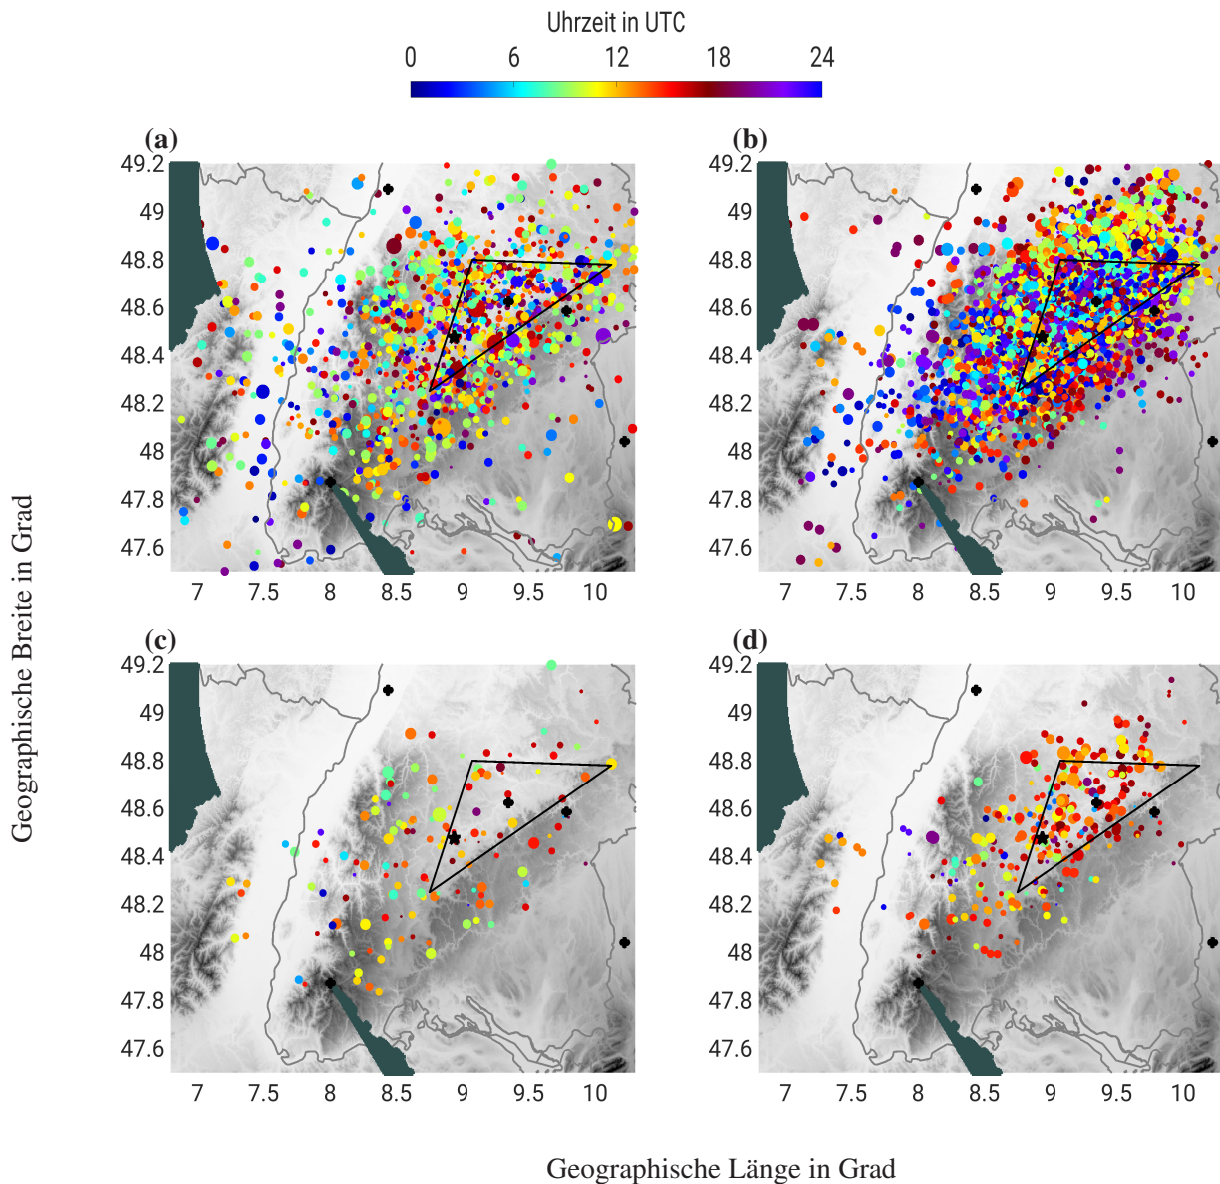 Uhrzeit in UTC
0 6 12 18 24
(a) (b)
49.2 49.2
49 49
48.8 48.8
48.6 48.6
48.4 48.4
48.2 48.2
48 48
47.8 47.8
47.6 47.6
7 7.5 8 8.5 9 9.5 10 7 7.5 8 8.5 9 9.5 10
(c) (d)
49.2 49.2
49 49
48.8 48.8
48.6 48.6
48.4 48.4
48.2 48.2
48 48
47.8 47.8
47.6 47.6
7 7.5 8 8.5 9 9.5 10 7 7.5 8 8.5 9 9.5 10
Geographische Breite in Grad
Geographische Länge in Grad